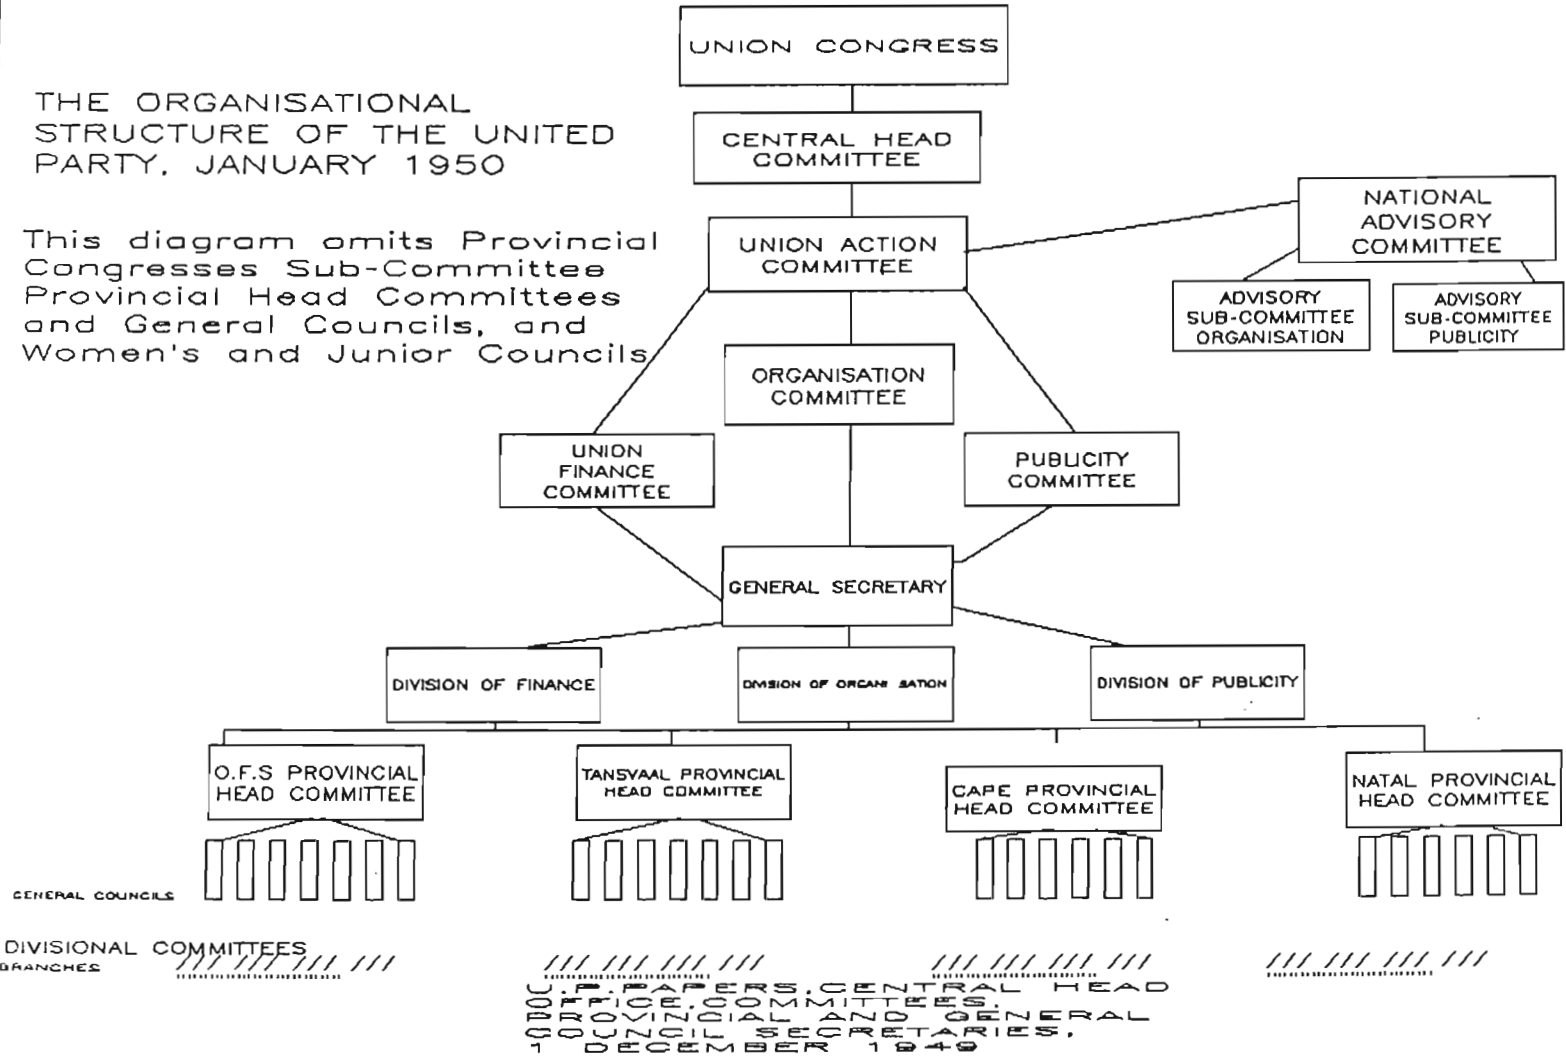 UNION CONGRESS
THE ORGANISATIONAL
STRUCTURE OF THE UNITED
PARTY, JANUARY 1950
CENTRAL HEAD
COMMITTEE
NATIONAL
ADVISORY
COMMITTEE
This diagram omits Provincial
Congresses Sub-Committee
Provincial Head Committees
and General Councils, and
Women's and Junior Councils
UNION ACTION
COMMITTEE
ADVISORY
SUB-COMMITTEE
ORGANISATION
ADVISORY
SUB-COMMITTEE
PUBLICITY
ORGANISATION
COMMITTEE
UNION
FINANCE
COMMITTEE
PUBLICITY
COMMITTEE
GENERAL SECRETARY
DIVISION OF FINANCE
DIVISION OF ORGANI SATION
DIVISION OF PUBLICITY
O.F.S PROVINCIAL
HEAD COMMITTEE
TANSVAAL PROVINCIAL
HEAD COMMITTEE
CAPE PROVINCIAL
HEAD COMMITTEE
NATAL PROVINCIAL
HEAD COMMITTEE
GENERAL COUNCILS
DIVISIONAL COMMITTEES
BRANCHES
U.P.PAPERS.CENTRAL HEAD
OFFICE.COMMITTEES.
PROVINCIAL AND GENERAL
COUNCIL SECRETARIES.
1 DECEMBER 1949